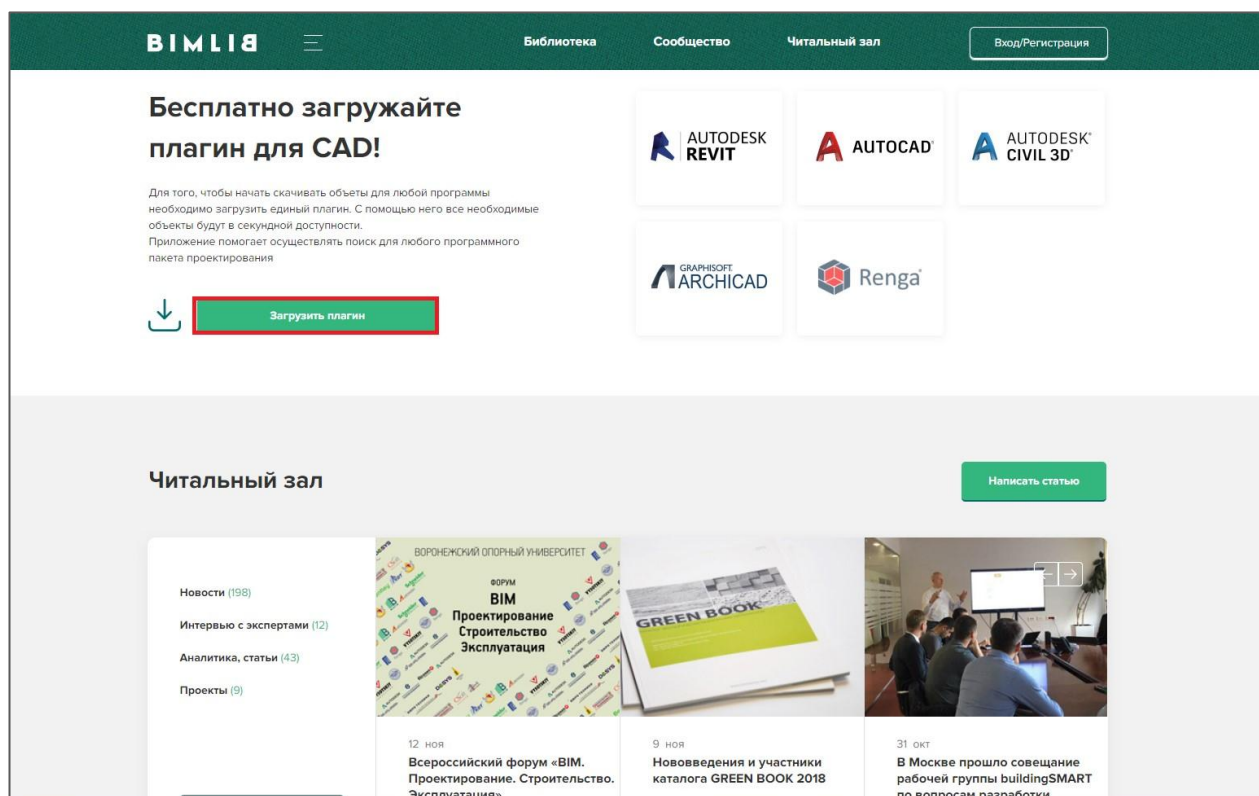 BIMLIB
Библиотека
Сообщество
Читальный зал
Вход/Регистрация
Бесплатно загружайте
плагин для CAD!
Для того, чтобы начать скачивать объеты для любой программы
необходимо загрузить единый плагин. С помощью него все необходимые
объекты будут в секундной доступности.
Приложение помогает осуществлять поиск для любого программного
пакета проектирования
Загрузить плагин
AUTODESK
REVIT
AUTOCAD
AUTODESK
CIVIL 3D
GRAPHISOFT
ARCHICAD
Renga
Читальный зал
Написать статью
Новости (198)
Интервью с экспертами (12)
Аналитика, статьи (43)
Проекты (9)
ВОРОНЕЖСКИЙ ОПОРНЫЙ УНИВЕРСИТЕТ
ФОРУМ
BIM
Проектирование
Строительство
Эксплуатация
12 ноя
Всероссийский форум «BIM.
Проектирование. Строительство.
Эксплуатация»
GREEN BOOK
9 ноя
Нововведения и участники
каталога GREEN BOOK 2018
31 окт
В Москве прошло совещание
рабочей группы buildingSMART
по вопросам разработки